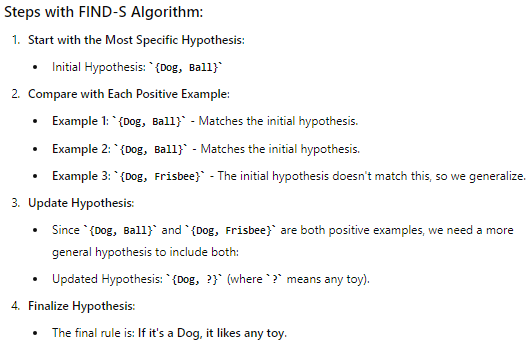 Steps with FIND-S Algorithm:
1. Start with the Most Specific Hypothesis:
• Initial Hypothesis: `{Dog, Ball}`
2. Compare with Each Positive Example:
• Example 1: `{Dog, Ball}` - Matches the initial hypothesis.
• Example 2: `{Dog, Ball}` - Matches the initial hypothesis.
• Example 3: `{Dog, Frisbee}` - The initial hypothesis doesn't match this, so we generalize.
3. Update Hypothesis:
• Since `{Dog, Ball}` and `{Dog, Frisbee}` are both positive examples, we need a more
general hypothesis to include both:
• Updated Hypothesis: `{Dog, ?}` (where `?` means any toy).
4. Finalize Hypothesis:
• The final rule is: If it's a Dog, it likes any toy.